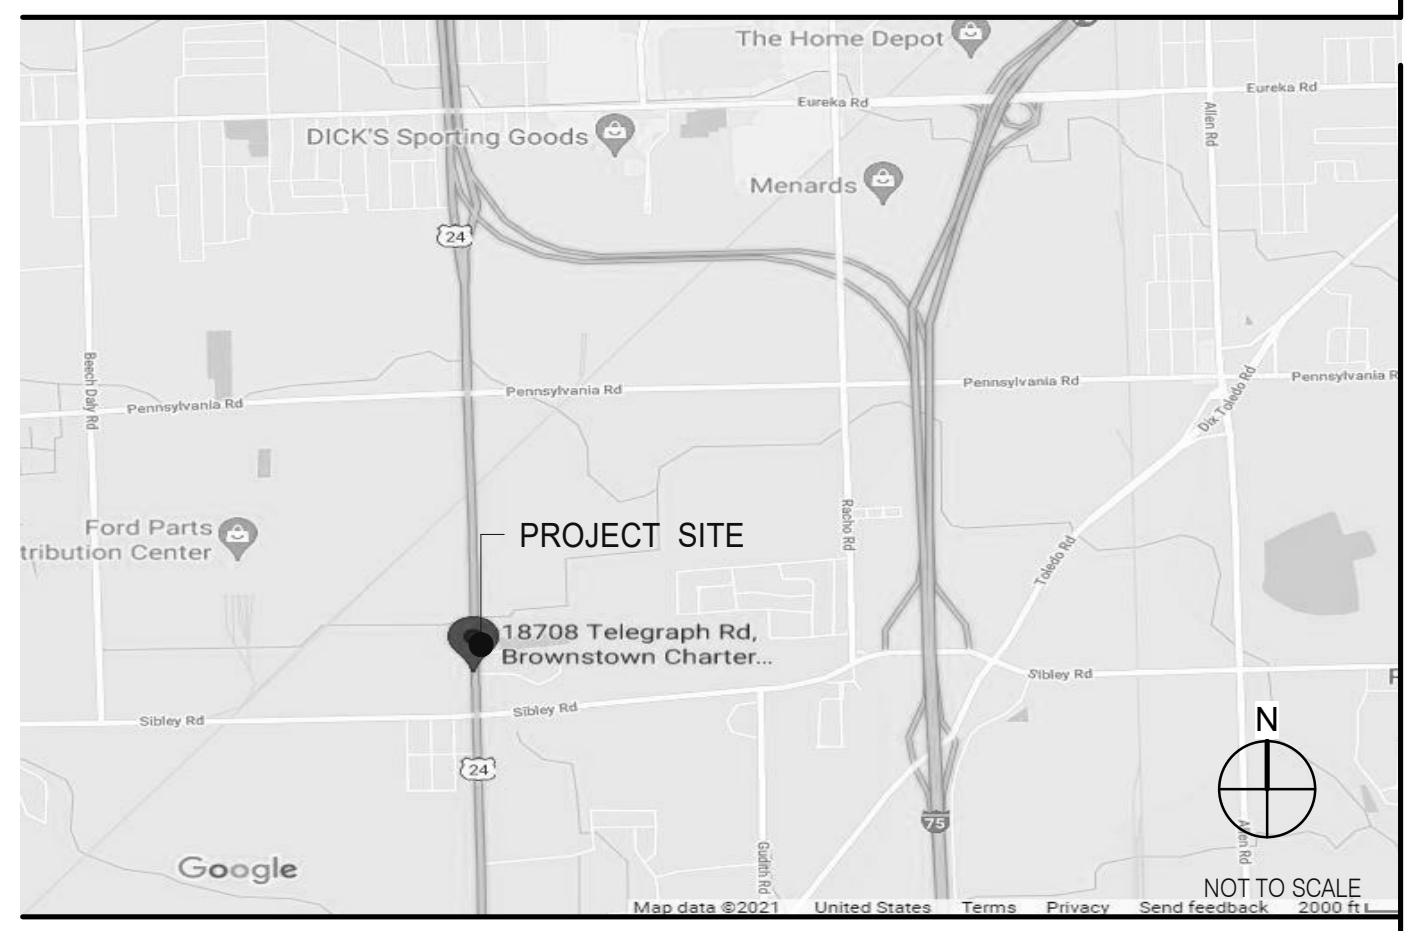 The Home Depot
Eureka Rd
Eureka Rd
Allen Rd
DICK'S Sporting Goods
Menards
24
Beech Daly Rd
Pennsylvania Rd
Pennsylvania Rd
Pennsylvania Rd
Pennsylvania R
Dix Toledo Rd
Ford Parts
tribution Center
PROJECT SITE
Racho Rd
Toledo Rd
18708 Telegraph Rd,
Brownstown Charter...
Sibley Rd
Sibley Rd
Sibley Rd
N
24
75
Allen Rd
Gudith Rd
Google
NOT TO SCALE
Map data ©2021 United States Terms Privacy Send feedback 2000 ft